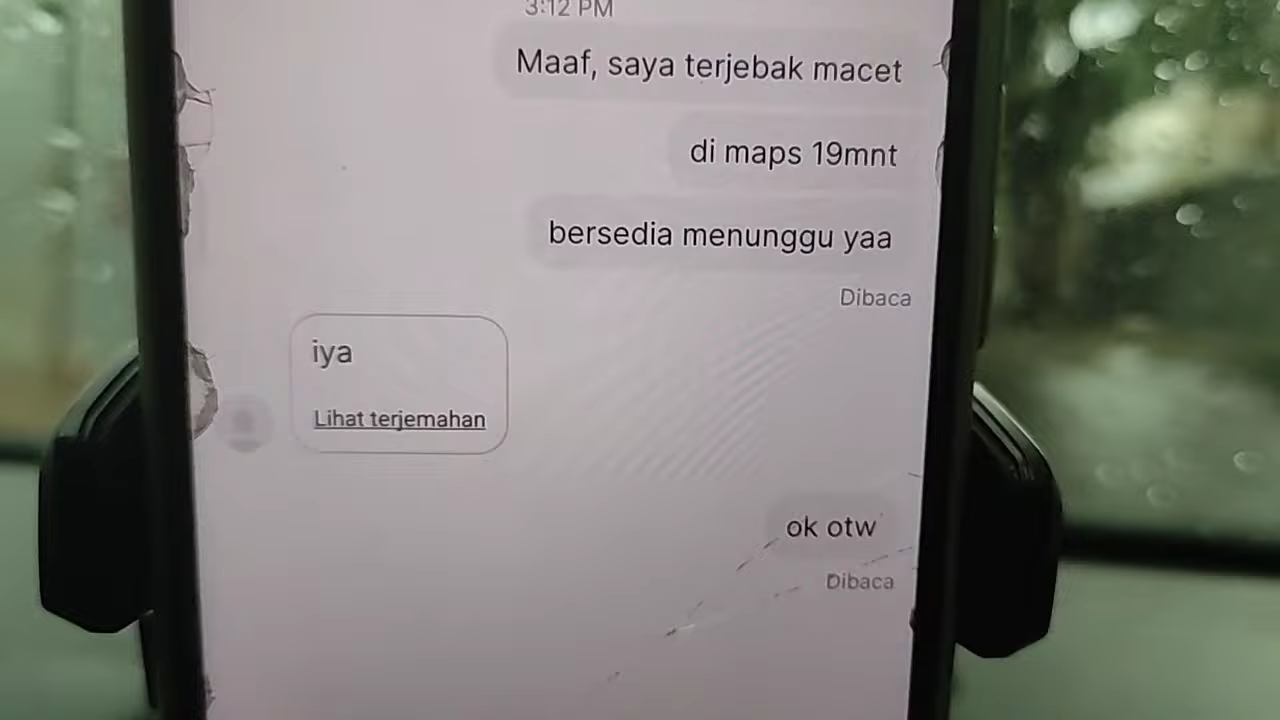 3:12 PM
Maaf, saya terjebak macet
di maps 19mnt
bersedia menunggu yaa
Dibaca
iya
Lihat terjemahan
ok otw
Dibaca